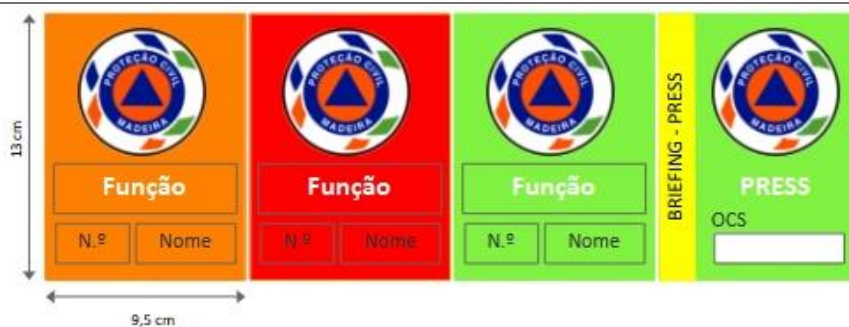 13 cm
PROTEÇÃO CIVIL
MADEIRA
Função
N.º Nome
PROTEÇÃO CIVIL
MADEIRA
Função
N.º Nome
PROTEÇÃO CIVIL
MADEIRA
Função
N.º Nome
BRIEFING - PRESS
PROTEÇÃO CIVIL
MADEIRA
PRESS
OCS
9,5 cm